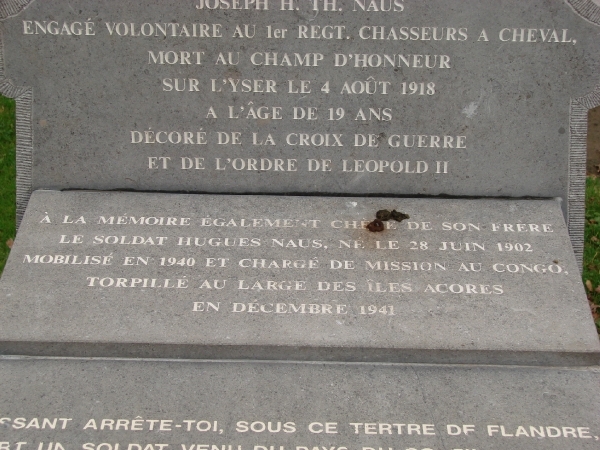 JOSEPH H. TH. NAUS
ENGAGÉ VOLONTAIRE AU 1er REGT. CHASSEURS A CHEVAL.
MORT AU CHAMP D'HONNEUR
SUR L'YSER LE 4 AOÛT 1918
A L'ÂGE DE 19 ANS
DÉCORÉ DE LA CROIX DE GUERRE
ET DE L'ORDRE DE LEOPOLD II
À LA MÉMOIRE ÉGALEMENT DE SON FRÈRE
LE SOLDAT HUGUES NAUS, NÉ LE 28 JUIN 1902
MOBILISÉ EN 1940 ET CHARGÉ DE MISSION AU CONGO,
TORPILLÉ AU LARGE DES ÎLES ACORES
EN DÉCEMBRE 1941
SSANT ARRÊTE-TOI, SOUS CE TERTRE DE FLANDRE,
UN SOLDAT VENU DU PAYS DU